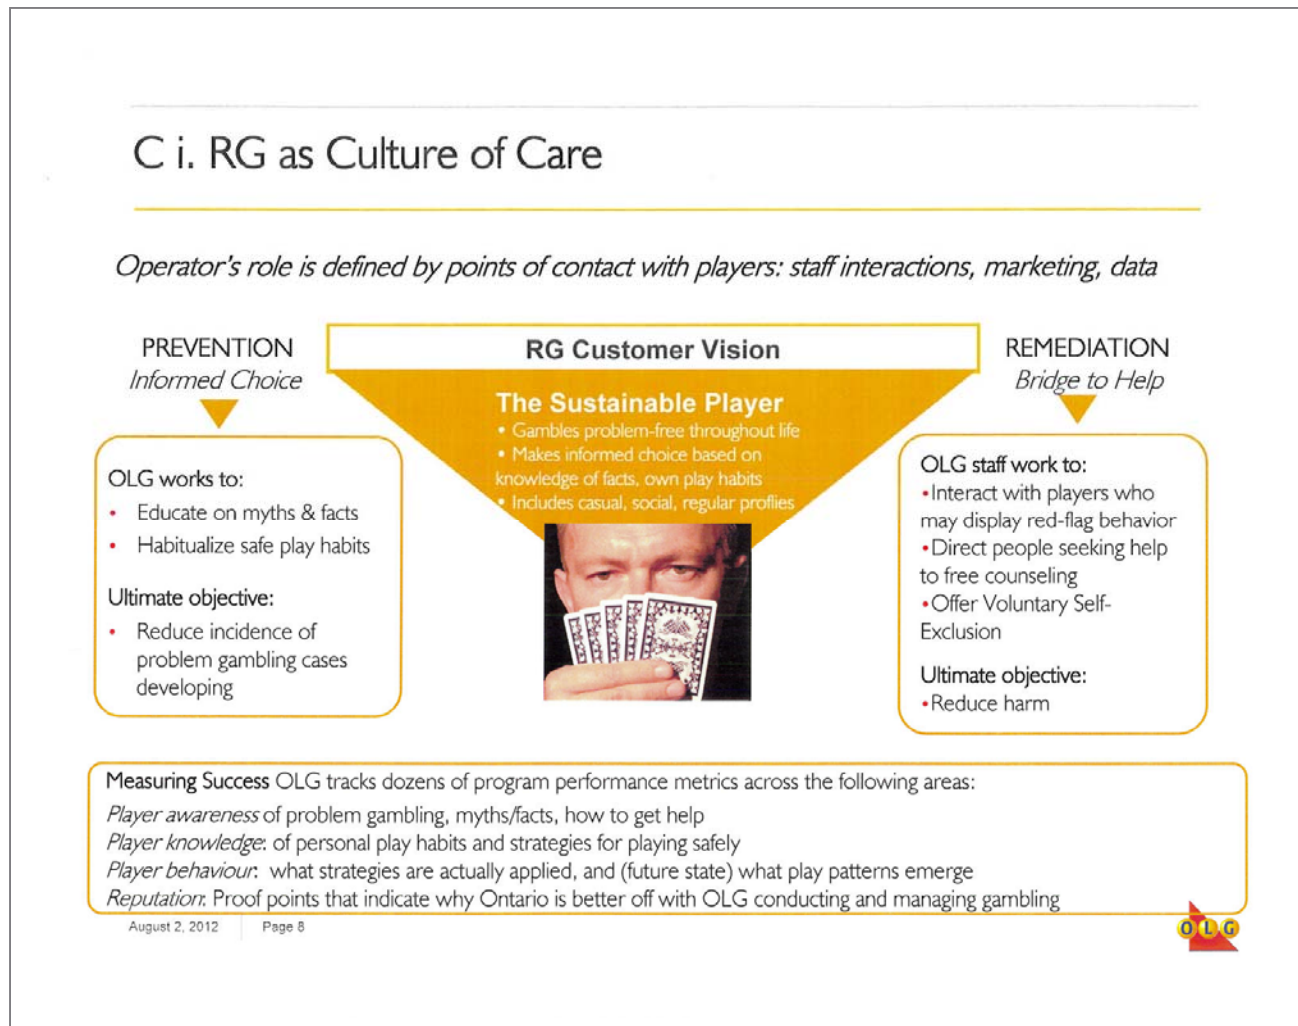 C i. RG as Culture of Care
Operator's role is defined by points of contact with players: staff interactions, marketing, data
PREVENTION
Informed Choice
OLG works to:
• Educate on myths & facts
• Habitualize safe play habits
Ultimate objective:
• Reduce incidence of
problem gambling cases
developing
RG Customer Vision
The Sustainable Player
• Gambles problem-free throughout life
• Makes informed choice based on
knowledge of facts, own play habits
• Includes casual, social, regular proflies
REMEDIATION
Bridge to Help
OLG staff work to:
•Interact with players who
may display red-flag behavior
•Direct people seeking help
to free counseling
•Offer Voluntary Self-
Exclusion
Ultimate objective:
•Reduce harm
Measuring Success OLG tracks dozens of program performance metrics across the following areas:
Player awareness of problem gambling, myths/facts, how to get help
Player knowledge: of personal play habits and strategies for playing safely
Player behaviour: what strategies are actually applied, and (future state) what play patterns emerge
Reputation: Proof points that indicate why Ontario is better off with OLG conducting and managing gambling
August 2, 2012 Page 8
OLG